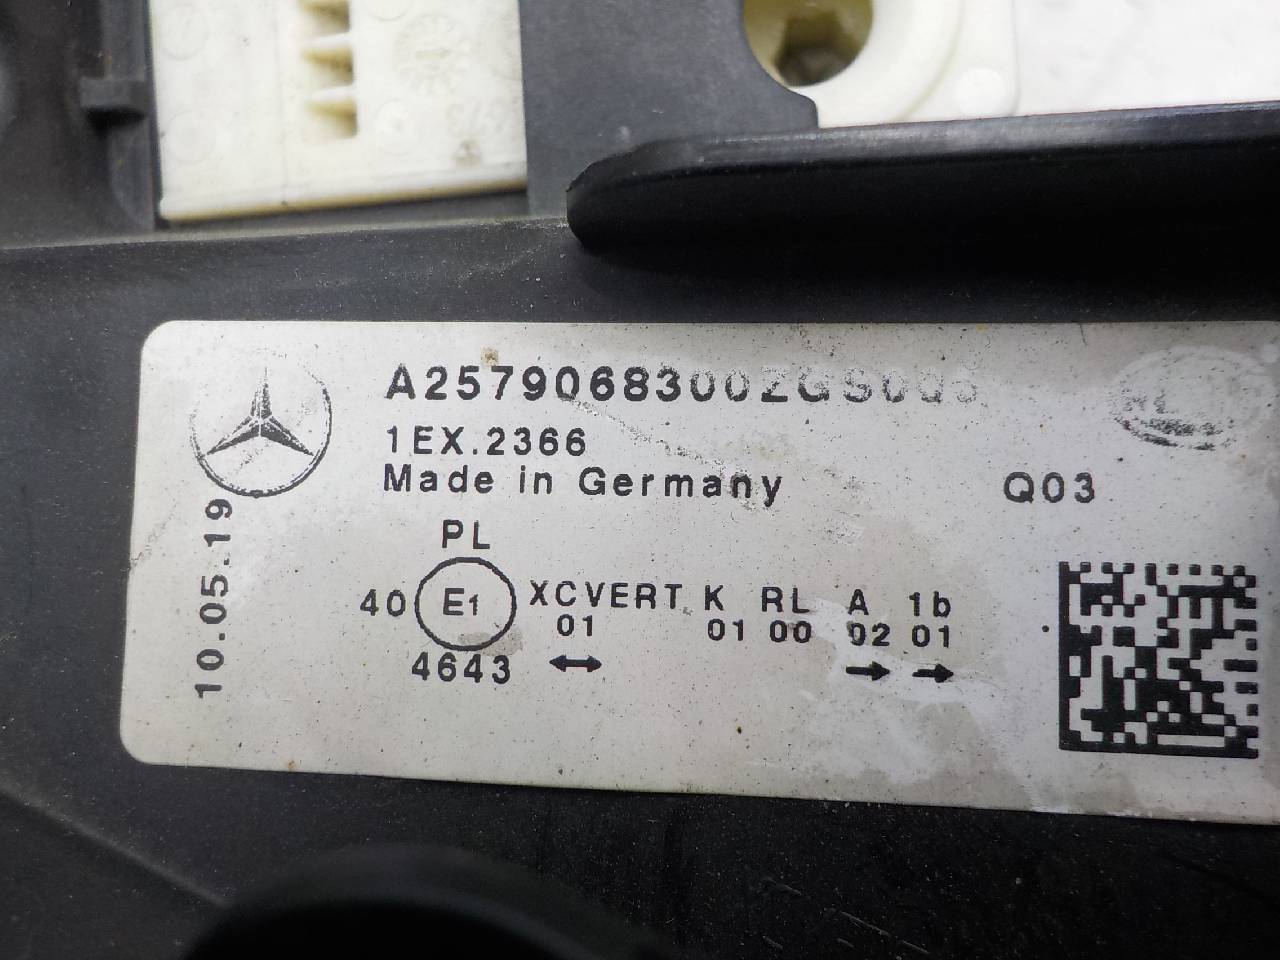 A2579068300ZGS003
1EX.2366
Made in Germany
Q03
10.05.19
PL
40 E1 XCVERT K RL A 1b
01 01 00 02 01
4643 ↔ → →